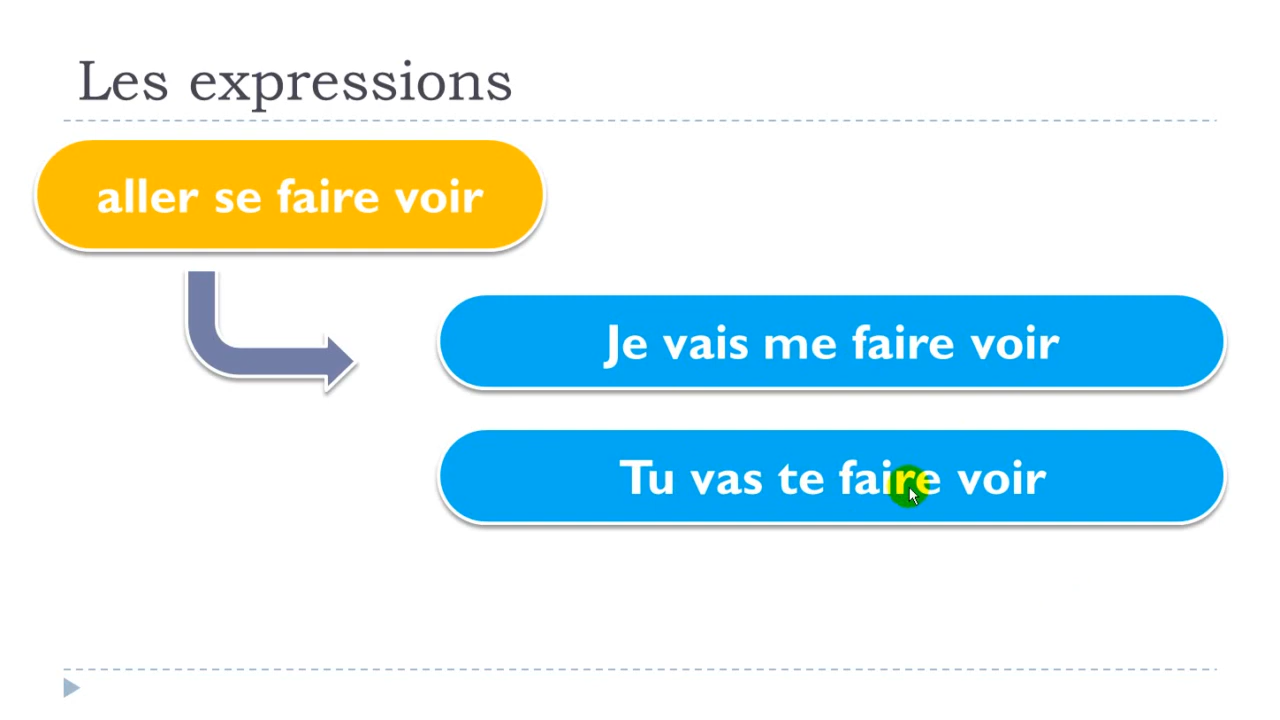 Les expressions
aller se faire voir
Je vais me faire voir
Tu vas te faire voir